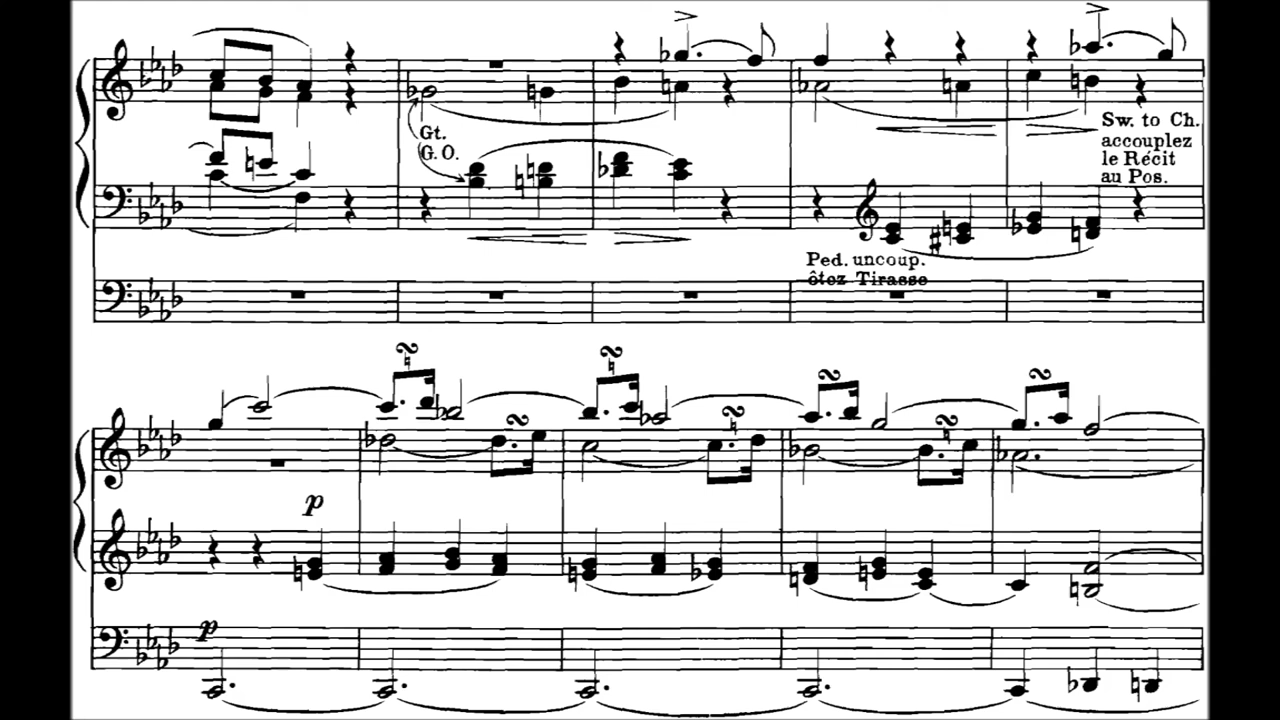 Gt.
G.O.
Sw. to Ch.
accouplez
le Récit
au Pos.
Ped. uncoup.
ôtez Tirasse
p
p